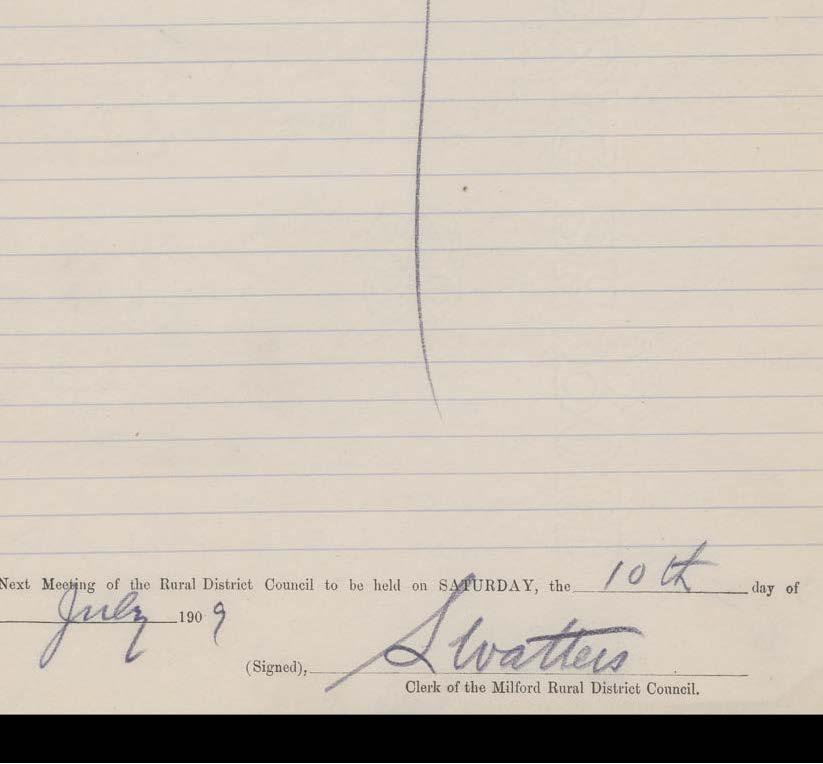 Next Meeting of the Rural District Council to be held on SATURDAY, the 10th day of
July 1909
(Signed), S Watters
Clerk of the Milford Rural District Council.